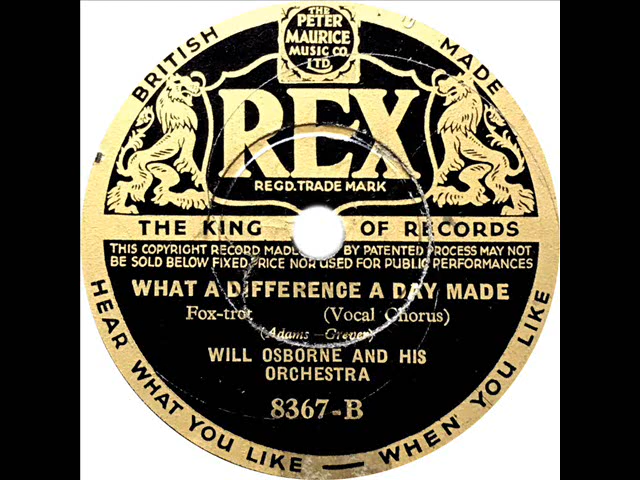 THE
PETER
MAURICE
MUSIC CO.
LTD.
BRITISH MADE
REX
REGD. TRADE MARK
THE KING OF RECORDS
THIS COPYRIGHT RECORD MADE BY PATENTED PROCESS MAY NOT
BE SOLD BELOW FIXED PRICE NOR USED FOR PUBLIC PERFORMANCES
WHAT A DIFFERENCE A DAY MADE
Fox-trot (Vocal Chorus)
(Adams - Grever)
WILL OSBORNE AND HIS
ORCHESTRA
8367-B
HEAR WHAT YOU LIKE — WHEN YOU LIKE